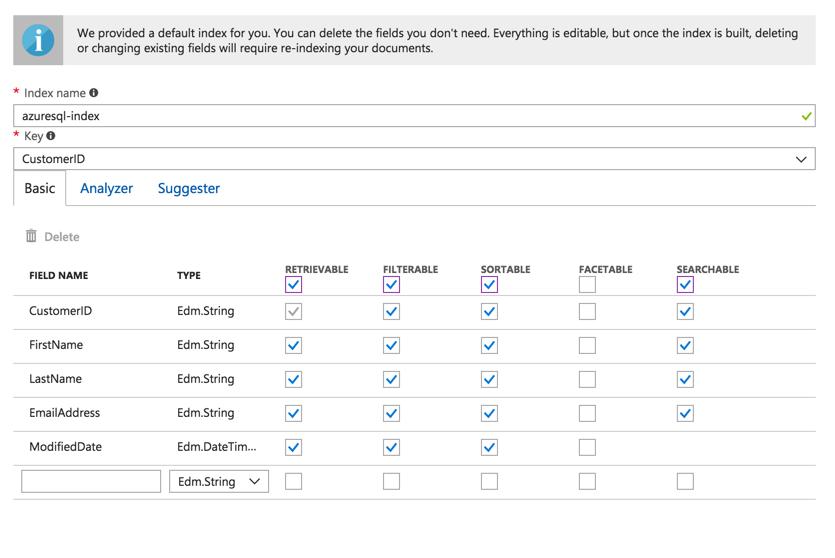 We provided a default index for you. You can delete the fields you don't need. Everything is editable, but once the index is built, deleting
or changing existing fields will require re-indexing your documents.
* Index name
azuresql-index
* Key
CustomerID
Basic Analyzer Suggester
Delete
FIELD NAME TYPE RETRIEVABLE FILTERABLE SORTABLE FACETABLE SEARCHABLE
CustomerID Edm.String
FirstName Edm.String
LastName Edm.String
EmailAddress Edm.String
ModifiedDate Edm.DateTim...
Edm.String